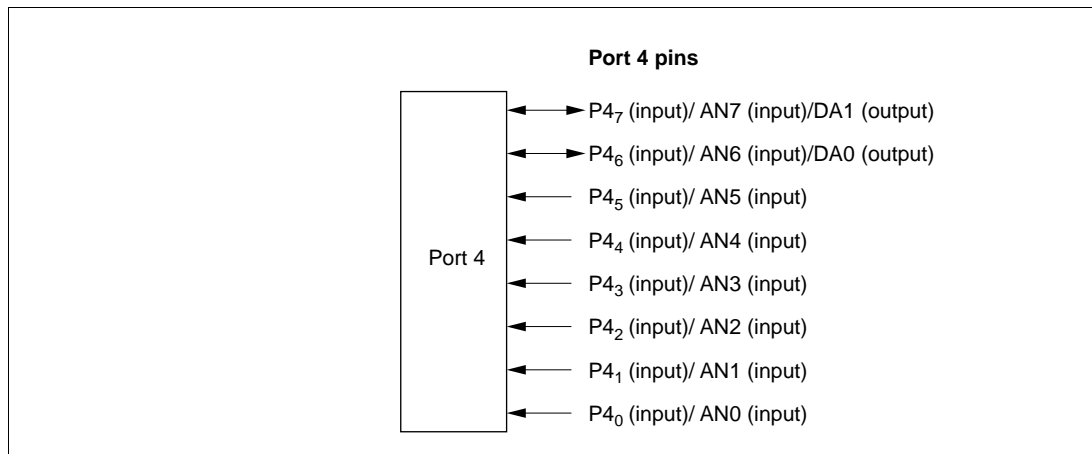 Port 4 pins
P4₇ (input)/ AN7 (input)/DA1 (output)
P4₆ (input)/ AN6 (input)/DA0 (output)
P4₅ (input)/ AN5 (input)
P4₄ (input)/ AN4 (input)
Port 4
P4₃ (input)/ AN3 (input)
P4₂ (input)/ AN2 (input)
P4₁ (input)/ AN1 (input)
P4₀ (input)/ AN0 (input)